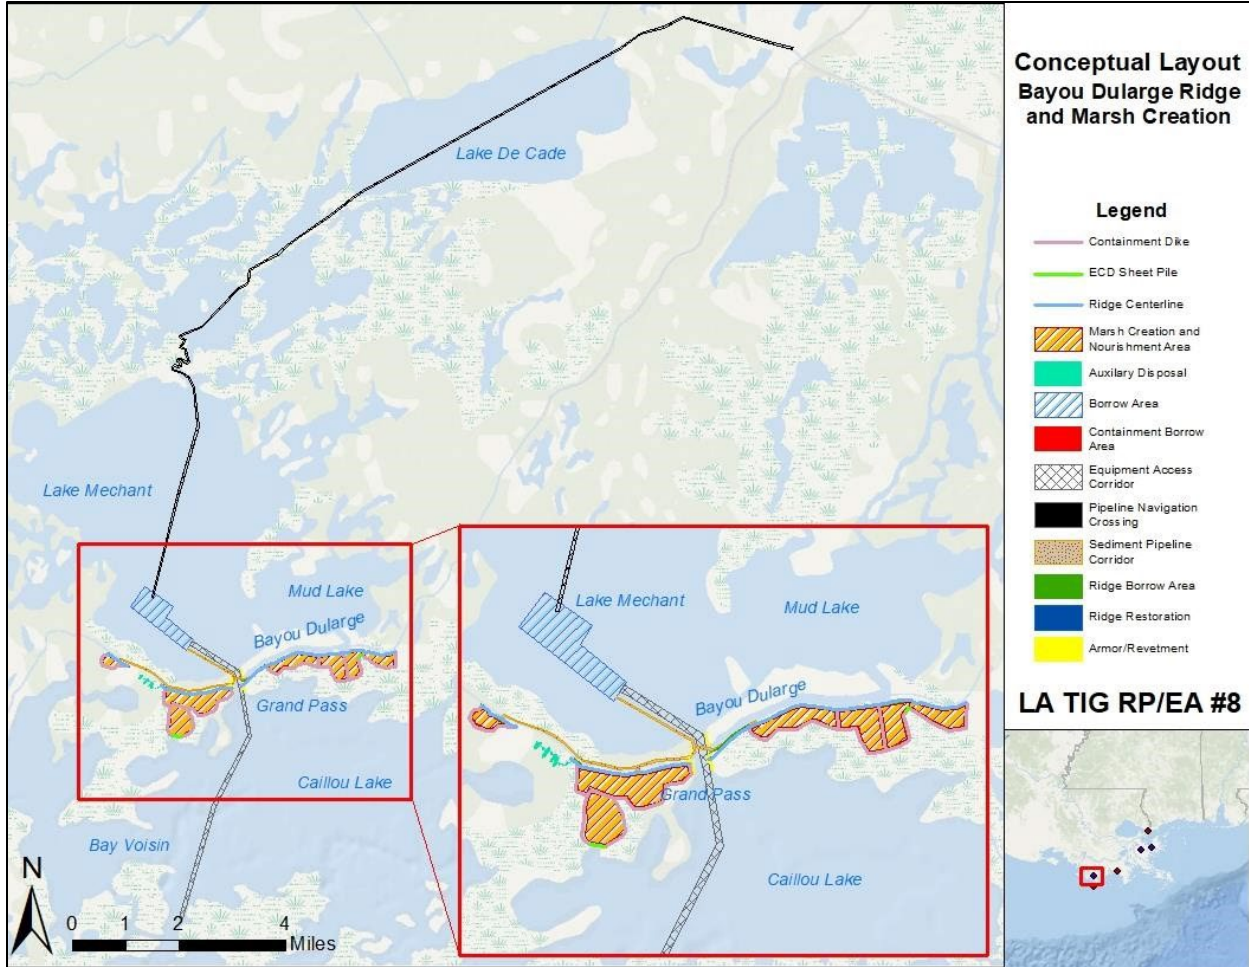 Conceptual Layout
Bayou Dularge Ridge
and Marsh Creation
Legend
Containment Dike
ECD Sheet Pile
Ridge Centerline
Marsh Creation and
Nourishment Area
Auxilary Disposal
Borrow Area
Containment Borrow
Area
Equipment Access
Corridor
Pipeline Navigation
Crossing
Sediment Pipeline
Corridor
Ridge Borrow Area
Ridge Restoration
Armor/Revetment
LA TIG RP/EA #8
Lake De Cade
Lake Mechant
Mud Lake
Bayou Dularge
Grand Pass
Caillou Lake
Bay Voisin
Lake Mechant
Mud Lake
Bayou Dularge
Grand Pass
Caillou Lake
N
0 1 2 4
Miles